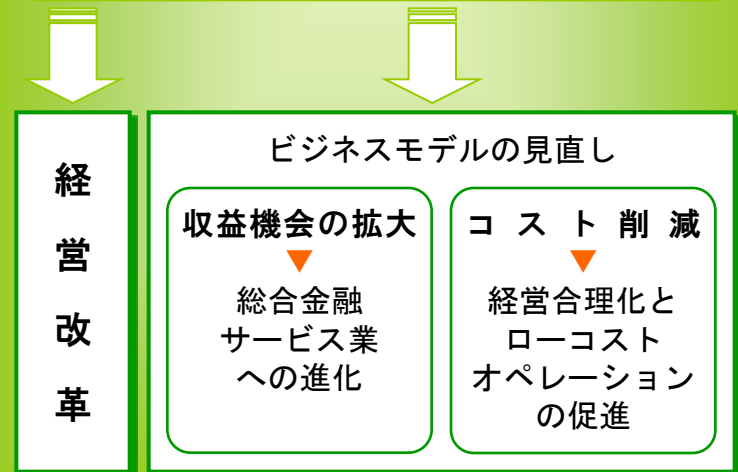 経営改革
ビジネスモデルの見直し
収益機会の拡大
▼
総合金融
サービス業
への進化
コスト削減
▼
経営合理化と
ローコスト
オペレーション
の促進